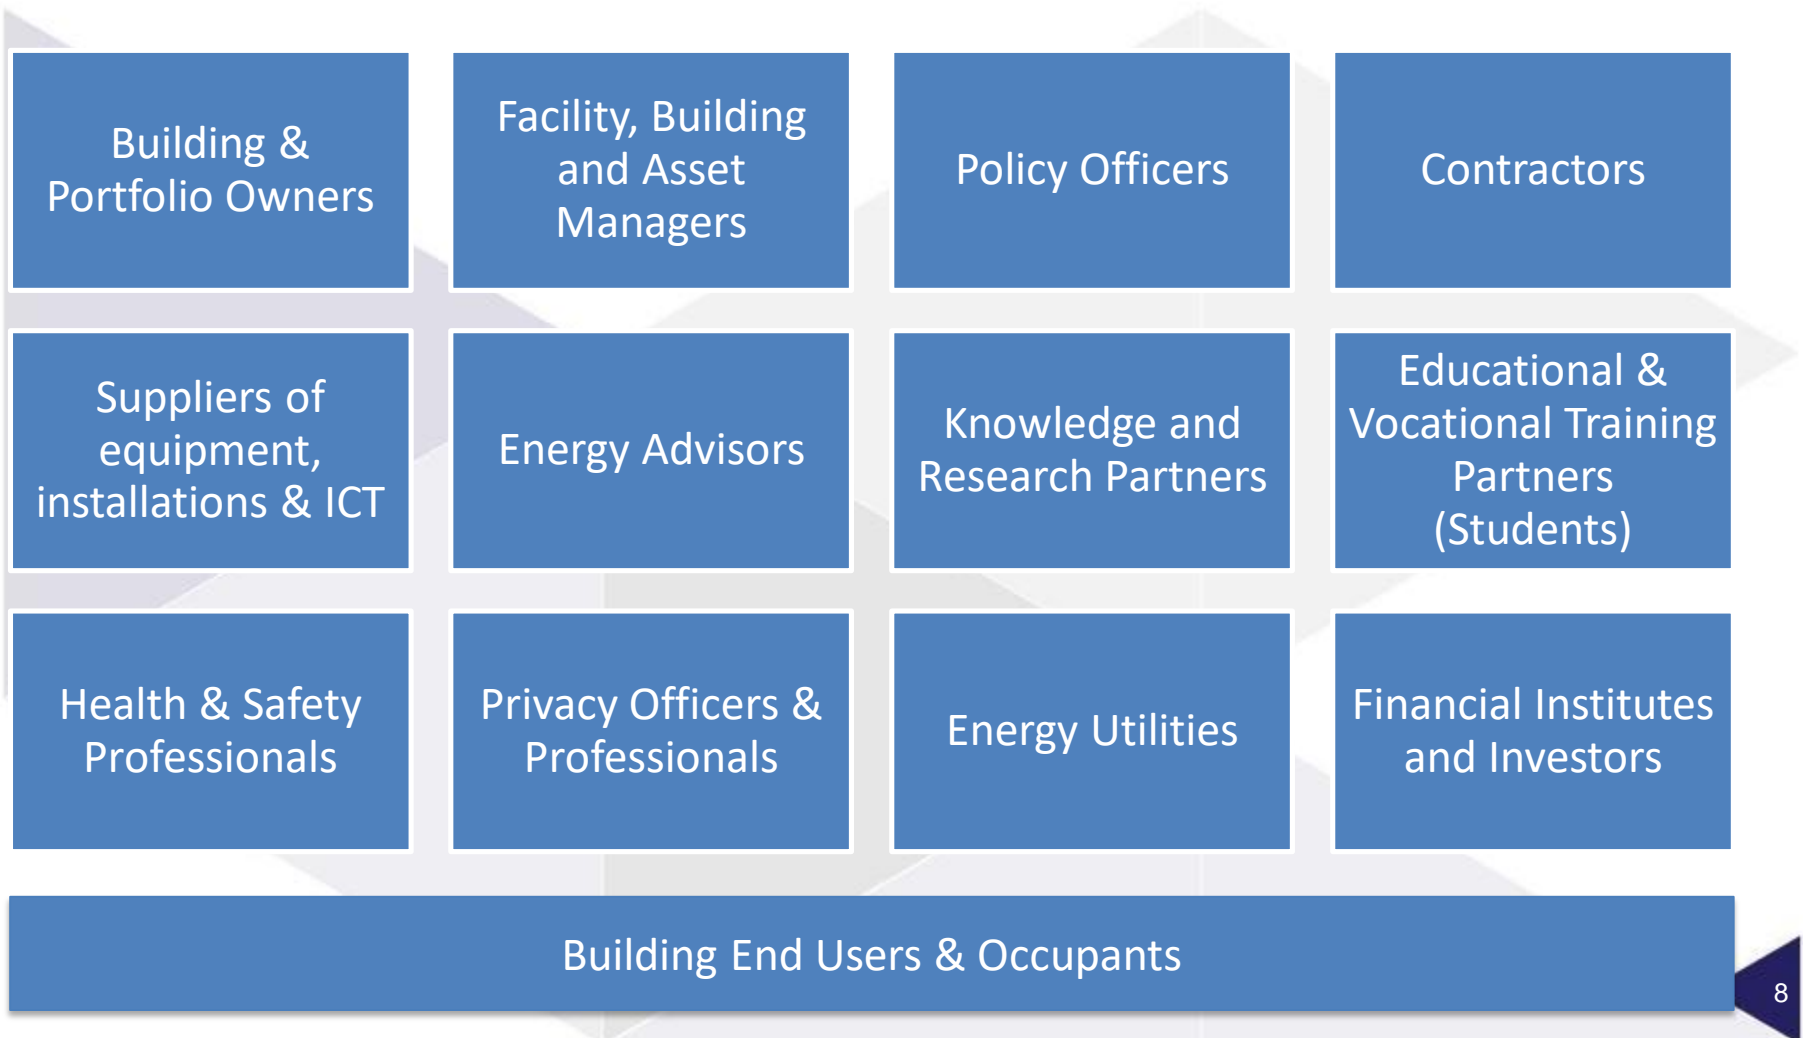 Building &
Portfolio Owners
Facility, Building
and Asset
Managers
Policy Officers
Contractors
Suppliers of
equipment,
installations & ICT
Energy Advisors
Knowledge and
Research Partners
Educational &
Vocational Training
Partners
(Students)
Health & Safety
Professionals
Privacy Officers &
Professionals
Energy Utilities
Financial Institutes
and Investors
Building End Users & Occupants
8